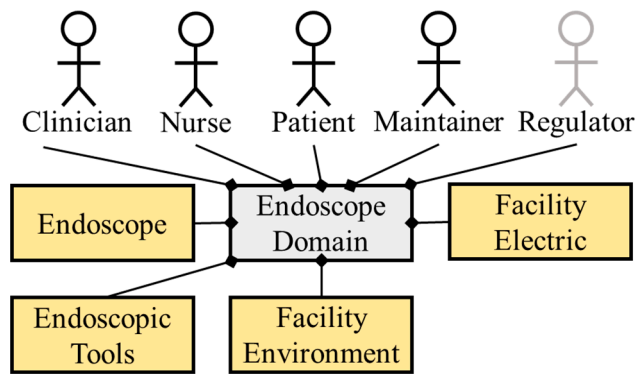 Clinician Nurse Patient Maintainer Regulator
Endoscope
Endoscope
Domain
Facility
Electric
Endoscopic
Tools
Facility
Environment